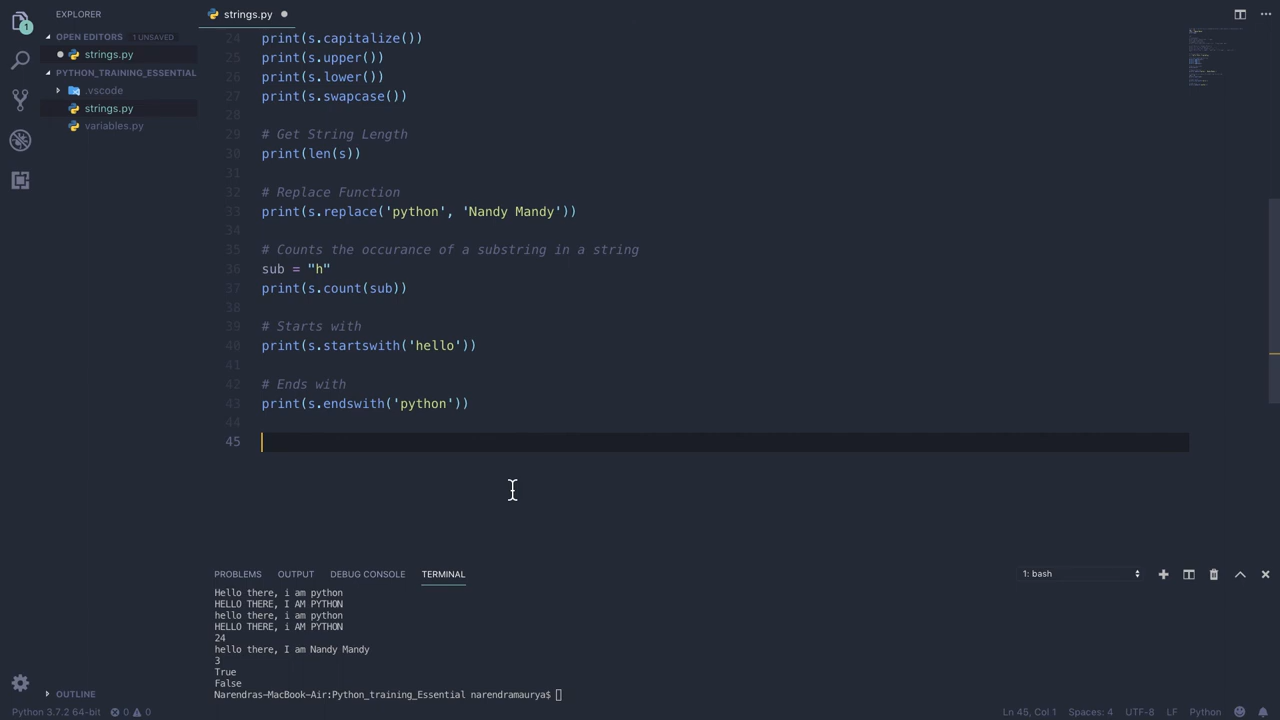 EXPLORER
strings.py
OPEN EDITORS 1 UNSAVED
strings.py
PYTHON_TRAINING_ESSENTIAL
.vscode
strings.py
variables.py
1
24 print(s.capitalize())
25 print(s.upper())
26 print(s.lower())
27 print(s.swapcase())
28
29 # Get String Length
30 print(len(s))
31
32 # Replace Function
33 print(s.replace('python', 'Nandy Mandy'))
34
35 # Counts the occurance of a substring in a string
36 sub = "h"
37 print(s.count(sub))
38
39 # Starts with
40 print(s.startswith('hello'))
41
42 # Ends with
43 print(s.endswith('python'))
44
45
PROBLEMS OUTPUT DEBUG CONSOLE TERMINAL 1: bash
Hello there, i am python
HELLO THERE, I AM PYTHON
hello there, i am python
HELLO THERE, i AM PYTHON
24
hello there, I am Nandy Mandy
3
True
False
Narendras-MacBook-Air:Python_training_Essential narendramaurya$
OUTLINE
Python 3.7.2 64-bit 0 0 Ln 45, Col 1 Spaces: 4 UTF-8 LF Python